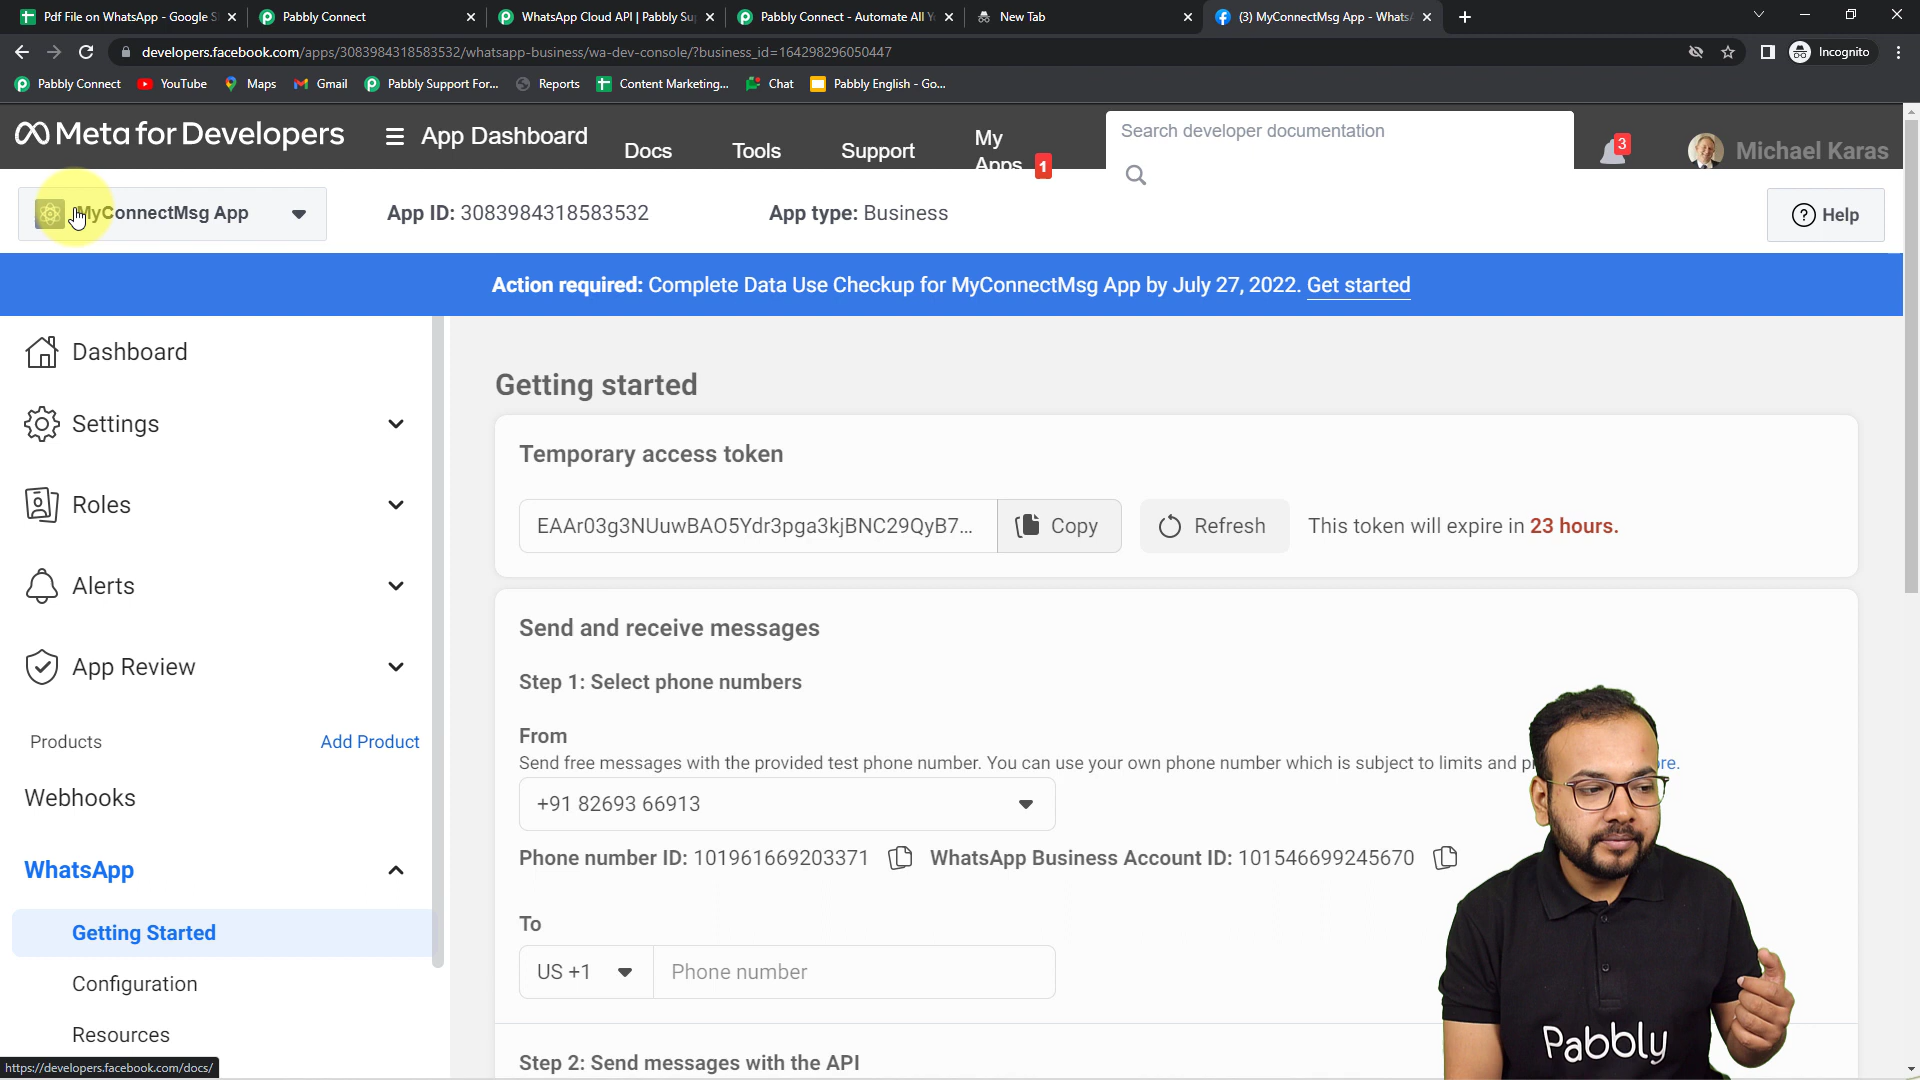 Pdf File on WhatsApp - Google S
Pabbly Connect
WhatsApp Cloud API | Pabbly Su
Pabbly Connect - Automate All Y
New Tab
(3) MyConnectMsg App - Whats
developers.facebook.com/apps/3083984318583532/whatsapp-business/wa-dev-console/?business_id=164298296050447
Incognito
Pabbly Connect
YouTube
Maps
Gmail
Pabbly Support For...
Reports
Content Marketing...
Chat
Pabbly English - Go...
Meta for Developers
App Dashboard
Docs
Tools
Support
My
Apps
1
Search developer documentation
3
Michael Karas
MyConnectMsg App
App ID: 3083984318583532
App type: Business
? Help
Action required: Complete Data Use Checkup for MyConnectMsg App by July 27, 2022. Get started
Dashboard
Settings
Roles
Alerts
App Review
Products
Add Product
Webhooks
WhatsApp
Getting Started
Configuration
Resources
https://developers.facebook.com/docs/
Getting started
Temporary access token
EAAr03g3NUuwBAO5Ydr3pga3kjBNC29QyB7...
Copy
Refresh
This token will expire in 23 hours.
Send and receive messages
Step 1: Select phone numbers
From
Send free messages with the provided test phone number. You can use your own phone number which is subject to limits and
+91 82693 66913
Phone number ID: 101961669203371
WhatsApp Business Account ID: 101546699245670
To
US +1
Phone number
Step 2: Send messages with the API
Pabbly